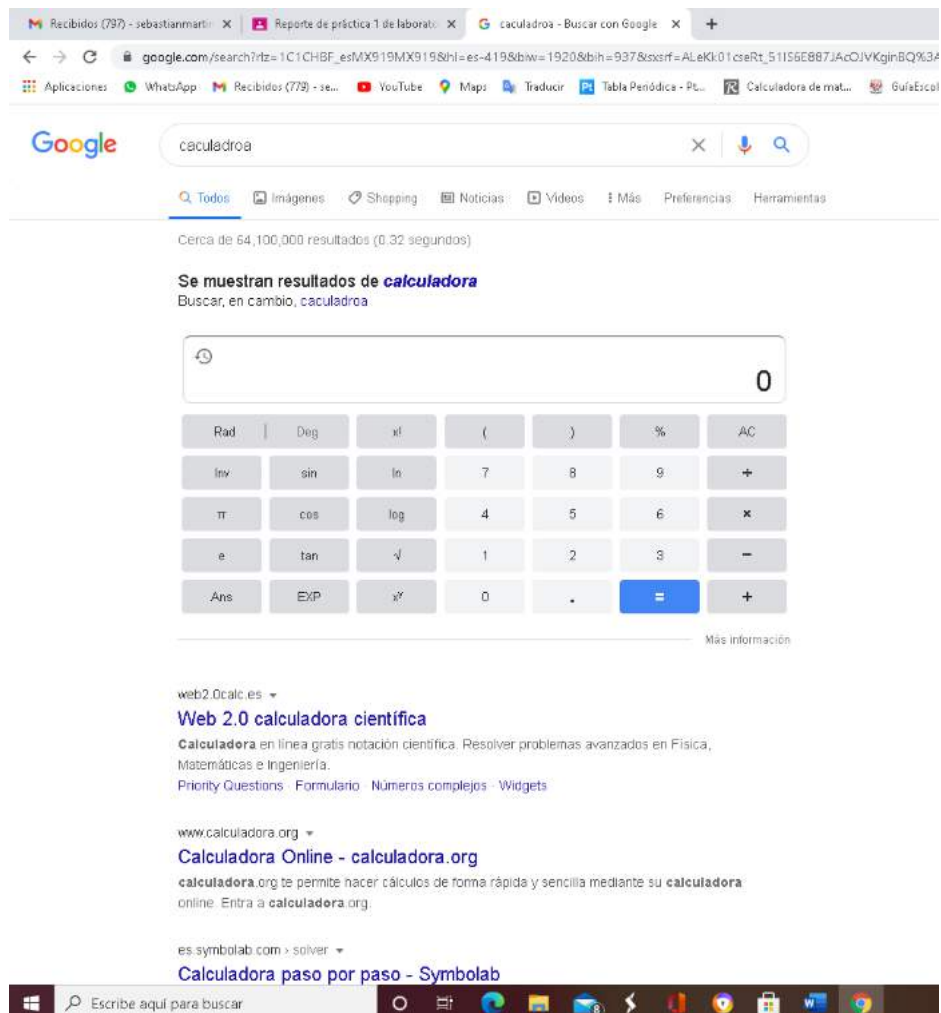 Recibidos (797) - sebastianmartir
Reporte de práctica 1 de laborato
caculadroa - Buscar con Google
google.com/search?rlz=1C1CHBF_esMX919MX919&hl=es-419&biw=1920&bih=937&sxsrf=
Aplicaciones WhatsApp Recibidos (779) - se... YouTube Maps Traducir Tabla Periódica - Pt... Calculadora de mat... GuíaEscol
Google
caculadroa
Todos Imágenes Shopping Noticias Videos Más Preferencias Herramientas
Cerca de 64,100,000 resultados (0.32 segundos)
Se muestran resultados de calculadora
Buscar, en cambio, caculadroa
0
Rad | Deg x! ( ) % AC
Inv sin ln 7 8 9 ÷
π cos log 4 5 6 ×
e tan √ 1 2 3 −
Ans EXP xʸ 0 . = +
Más información
web2.0calc.es
Web 2.0 calculadora científica
Calculadora en línea gratis notación científica. Resolver problemas avanzados en Física,
Matemáticas e Ingeniería.
Priority Questions · Formulario · Números complejos · Widgets
www.calculadora.org
Calculadora Online - calculadora.org
calculadora.org te permite hacer cálculos de forma rápida y sencilla mediante su calculadora
online. Entra a calculadora.org.
es.symbolab.com › solver
Calculadora paso por paso - Symbolab
Escribe aquí para buscar